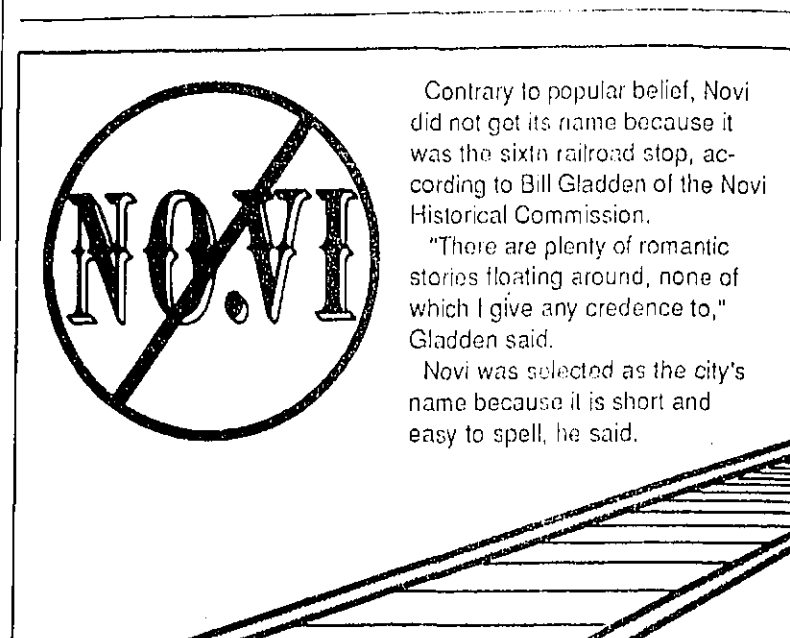 NO.VI
Contrary to popular belief, Novi
did not get its name because it
was the sixth railroad stop, ac-
cording to Bill Gladden of the Novi
Historical Commission.
"There are plenty of romantic
stories floating around, none of
which I give any credence to,"
Gladden said.
Novi was selected as the city's
name because it is short and
easy to spell, he said.